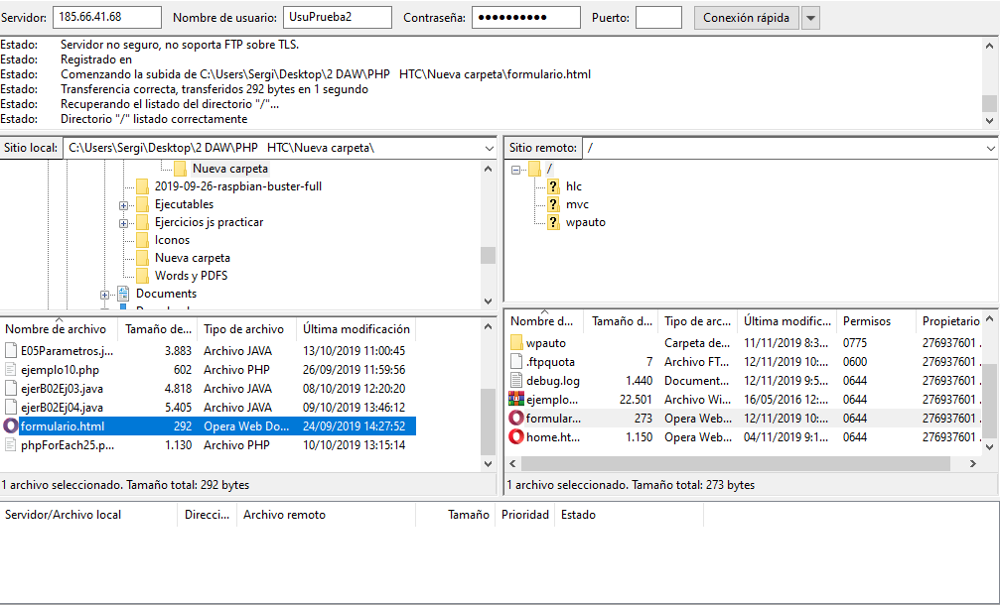 Servidor: 185.66.41.68 Nombre de usuario: UsuPrueba2 Contraseña: ●●●●●●●●●● Puerto: Conexión rápida
Estado: Servidor no seguro, no soporta FTP sobre TLS.
Estado: Registrado en
Estado: Comenzando la subida de C:\Users\Sergi\Desktop\2 DAW\PHP   HTC\Nueva carpeta\formulario.html
Estado: Transferencia correcta, transferidos 292 bytes en 1 segundo
Estado: Recuperando el listado del directorio "/"...
Estado: Directorio "/" listado correctamente
Sitio local: C:\Users\Sergi\Desktop\2 DAW\PHP   HTC\Nueva carpeta\
Nueva carpeta
2019-09-26-raspbian-buster-full
Ejecutables
Ejercicios js practicar
Iconos
Nueva carpeta
Words y PDFS
Documents
Sitio remoto: /
/
hlc
mvc
wpauto
Nombre de archivo Tamaño de... Tipo de archivo Última modificación
E05Parametros.j... 3.883 Archivo JAVA 13/10/2019 11:00:45
ejemplo10.php 602 Archivo PHP 26/09/2019 11:59:56
ejerB02Ej03.java 4.818 Archivo JAVA 08/10/2019 12:20:20
ejerB02Ej04.java 5.405 Archivo JAVA 09/10/2019 13:46:12
formulario.html 292 Opera Web Do... 24/09/2019 14:27:52
phpForEach25.p... 1.130 Archivo PHP 10/10/2019 13:15:14
1 archivo seleccionado. Tamaño total: 292 bytes
Nombre d... Tamaño d... Tipo de arc... Última modific... Permisos Propietario
wpauto Carpeta de... 11/11/2019 8:3... 0775 276937601 .
.ftpquota 7 Archivo FT... 12/11/2019 10:... 0600 276937601 .
debug.log 1.440 Document... 12/11/2019 9:5... 0644 276937601 .
ejemplo... 22.501 Archivo Wi... 16/05/2016 12:... 0644 276937601 .
formular... 273 Opera Web... 12/11/2019 10:... 0644 276937601 .
home.ht... 1.150 Opera Web... 04/11/2019 9:1... 0644 276937601 .
1 archivo seleccionado. Tamaño total: 273 bytes
Servidor/Archivo local Direcci... Archivo remoto Tamaño Prioridad Estado